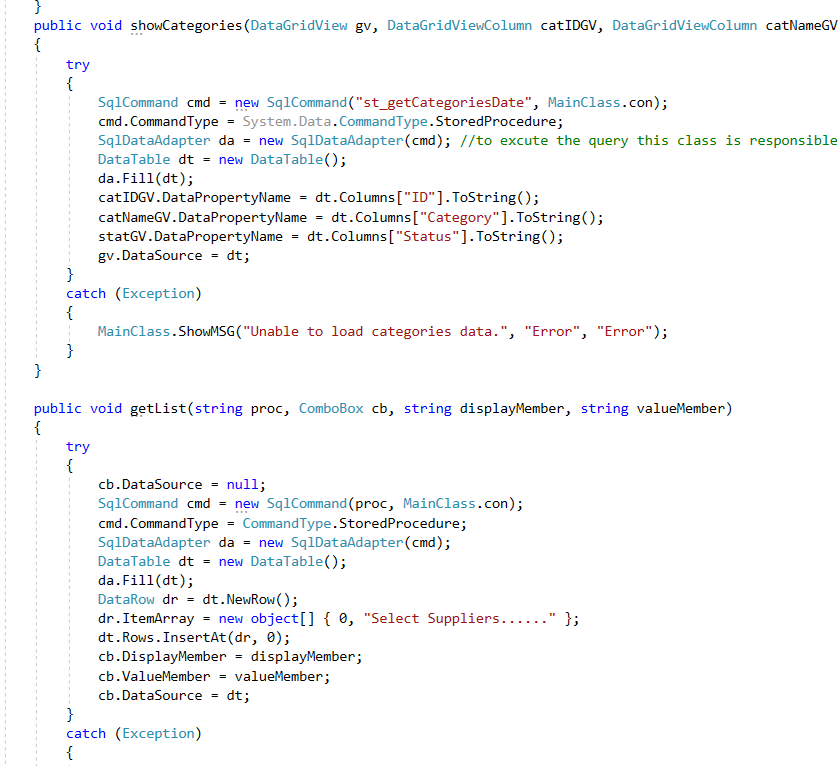 }
public void showCategories(DataGridView gv, DataGridViewColumn catIDGV, DataGridViewColumn catNameGV
{
try
{
SqlCommand cmd = new SqlCommand("st_getCategoriesDate", MainClass.con);
cmd.CommandType = System.Data.CommandType.StoredProcedure;
SqlDataAdapter da = new SqlDataAdapter(cmd); //to excute the query this class is responsible
DataTable dt = new DataTable();
da.Fill(dt);
catIDGV.DataPropertyName = dt.Columns["ID"].ToString();
catNameGV.DataPropertyName = dt.Columns["Category"].ToString();
statGV.DataPropertyName = dt.Columns["Status"].ToString();
gv.DataSource = dt;
}
catch (Exception)
{
MainClass.ShowMSG("Unable to load categories data.", "Error", "Error");
}
}
public void getList(string proc, ComboBox cb, string displayMember, string valueMember)
{
try
{
cb.DataSource = null;
SqlCommand cmd = new SqlCommand(proc, MainClass.con);
cmd.CommandType = CommandType.StoredProcedure;
SqlDataAdapter da = new SqlDataAdapter(cmd);
DataTable dt = new DataTable();
da.Fill(dt);
DataRow dr = dt.NewRow();
dr.ItemArray = new object[] { 0, "Select Suppliers......" };
dt.Rows.InsertAt(dr, 0);
cb.DisplayMember = displayMember;
cb.ValueMember = valueMember;
cb.DataSource = dt;
}
catch (Exception)
{